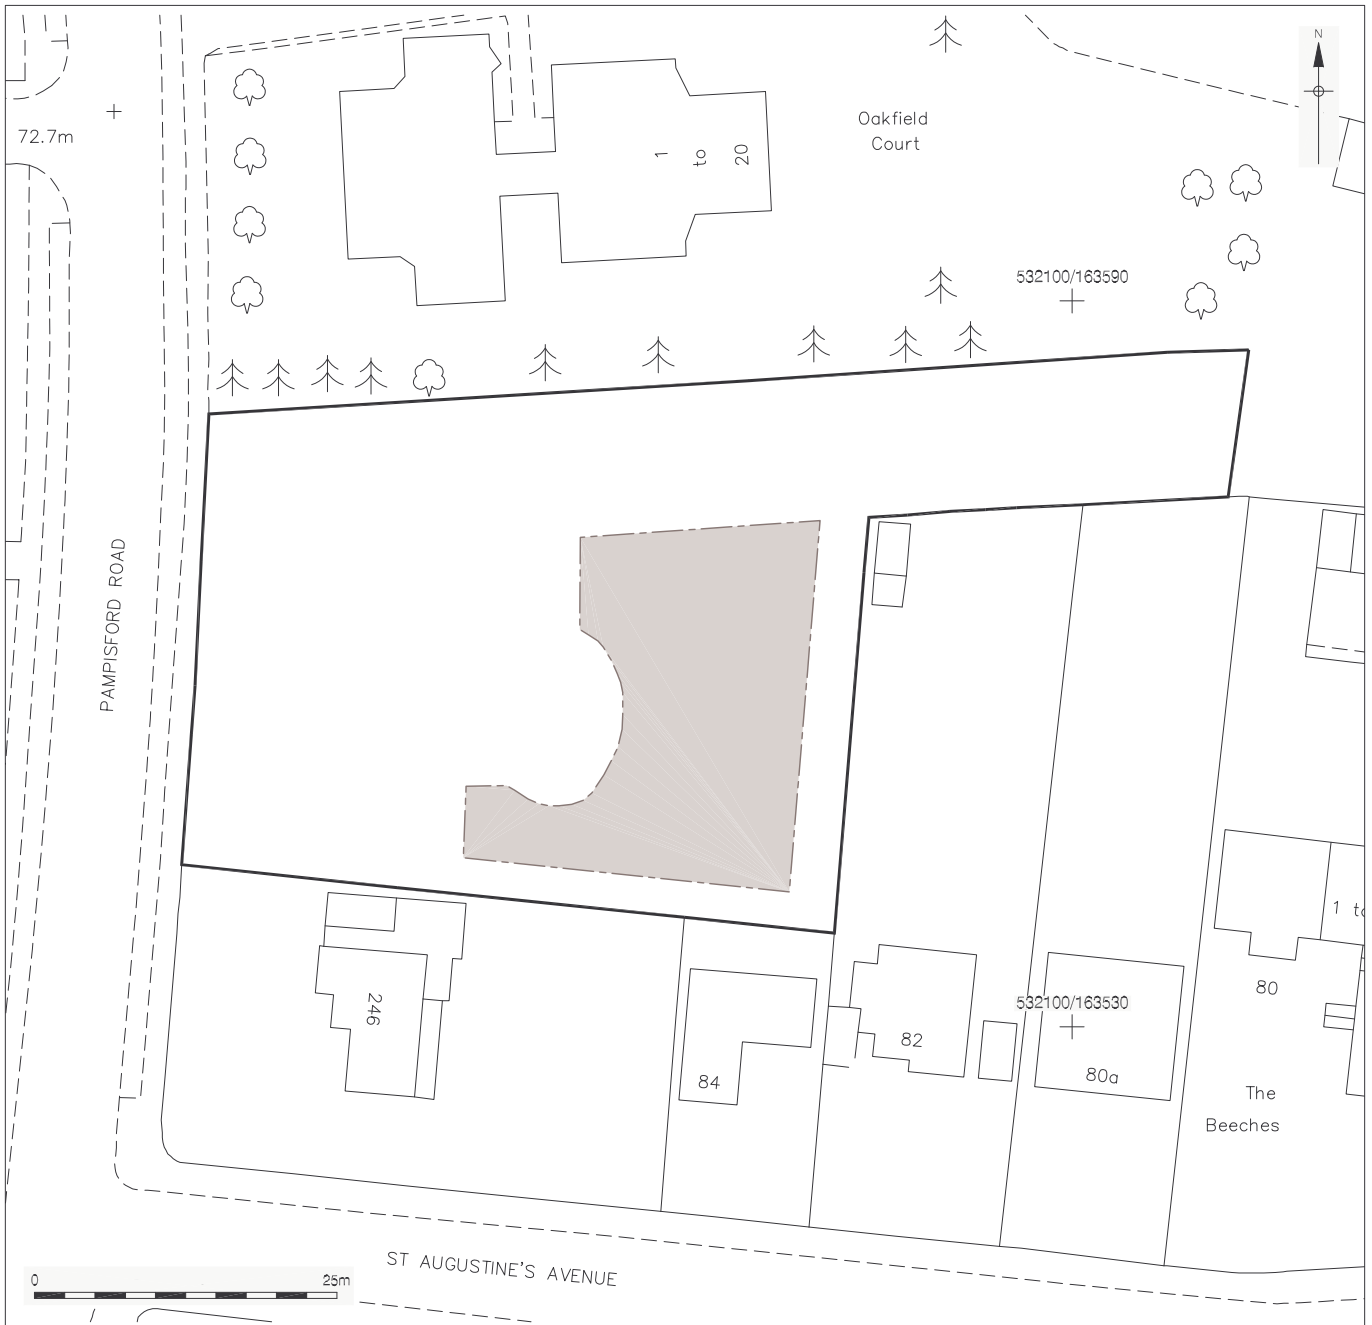 N
72.7m
Oakfield
Court
1
to
20
532100/163590
PAMPISFORD ROAD
246
84
82
532100/163530
80a
80
1 to
The
Beeches
ST AUGUSTINE'S AVENUE
0
25m